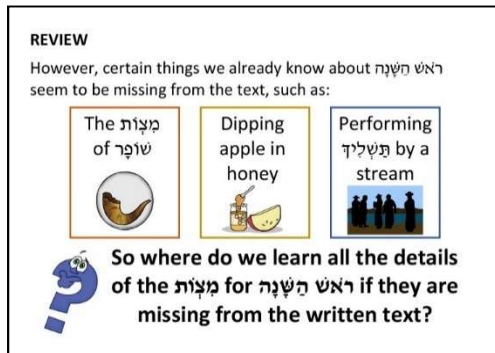 REVIEW
However, certain things we already know about רֹאשׁ הַשָּׁנָה
seem to be missing from the text, such as:
The מִצְוֹת
of שׁוֹפָר
Dipping
apple in
honey
Performing
תַּשְׁלִיךְ by a
stream
So where do we learn all the details
of the מִצְוֹת for רֹאשׁ הַשָּׁנָה if they are
missing from the written text?